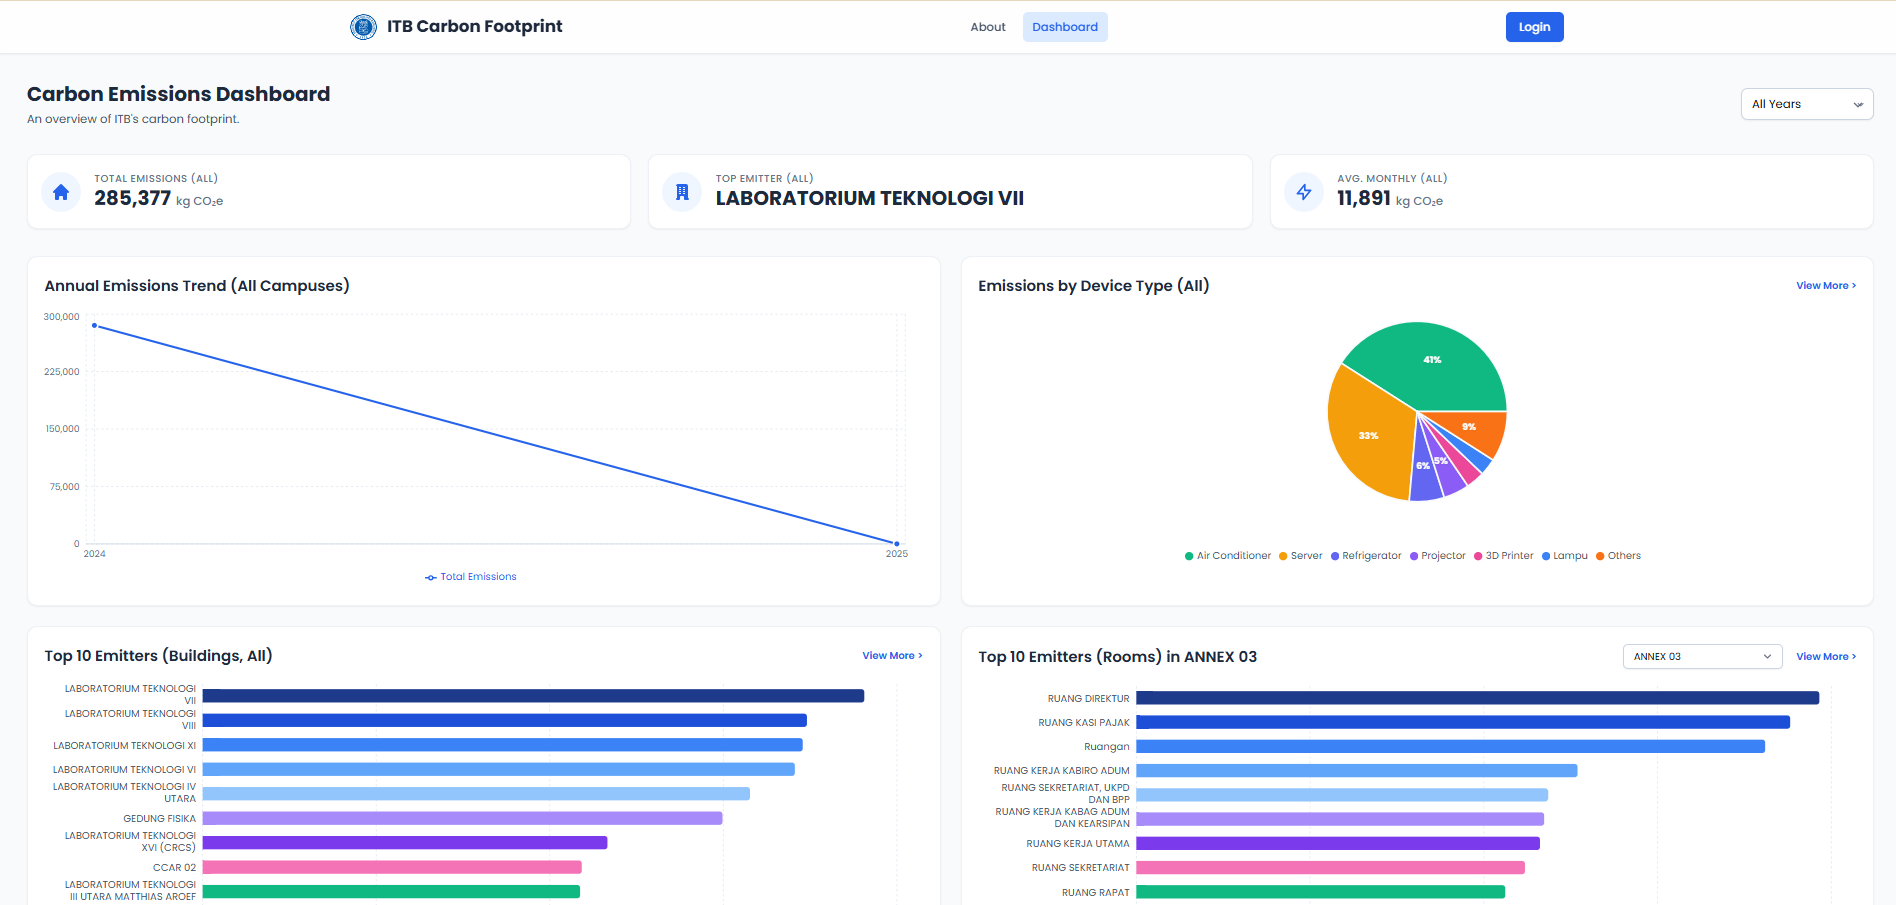 ITB Carbon Footprint
About
Dashboard
Login
Carbon Emissions Dashboard
An overview of ITB's carbon footprint.
All Years
TOTAL EMISSIONS (ALL)
285,377 kg CO₂e
TOP EMITTER (ALL)
LABORATORIUM TEKNOLOGI VII
AVG. MONTHLY (ALL)
11,891 kg CO₂e
Annual Emissions Trend (All Campuses)
300,000
225,000
150,000
75,000
0
2024
2025
Total Emissions
Emissions by Device Type (All)
View More >
41%
33%
6%
5%
9%
Air Conditioner
Server
Refrigerator
Projector
3D Printer
Lampu
Others
Top 10 Emitters (Buildings, All)
View More >
LABORATORIUM TEKNOLOGI
VII
LABORATORIUM TEKNOLOGI
VIII
LABORATORIUM TEKNOLOGI XI
LABORATORIUM TEKNOLOGI VI
LABORATORIUM TEKNOLOGI IV
UTARA
GEDUNG FISIKA
LABORATORIUM TEKNOLOGI
XVI (CRCS)
CCAR 02
LABORATORIUM TEKNOLOGI
III UTARA MATTHIAS AROEF
Top 10 Emitters (Rooms) in ANNEX 03
ANNEX 03
View More >
RUANG DIREKTUR
RUANG KASI PAJAK
Ruangan
RUANG KERJA KABIRO ADUM
RUANG SEKRETARIAT, UKPD
DAN BPP
RUANG KERJA KABAG ADUM
DAN KEARSIPAN
RUANG KERJA UTAMA
RUANG SEKRETARIAT
RUANG RAPAT